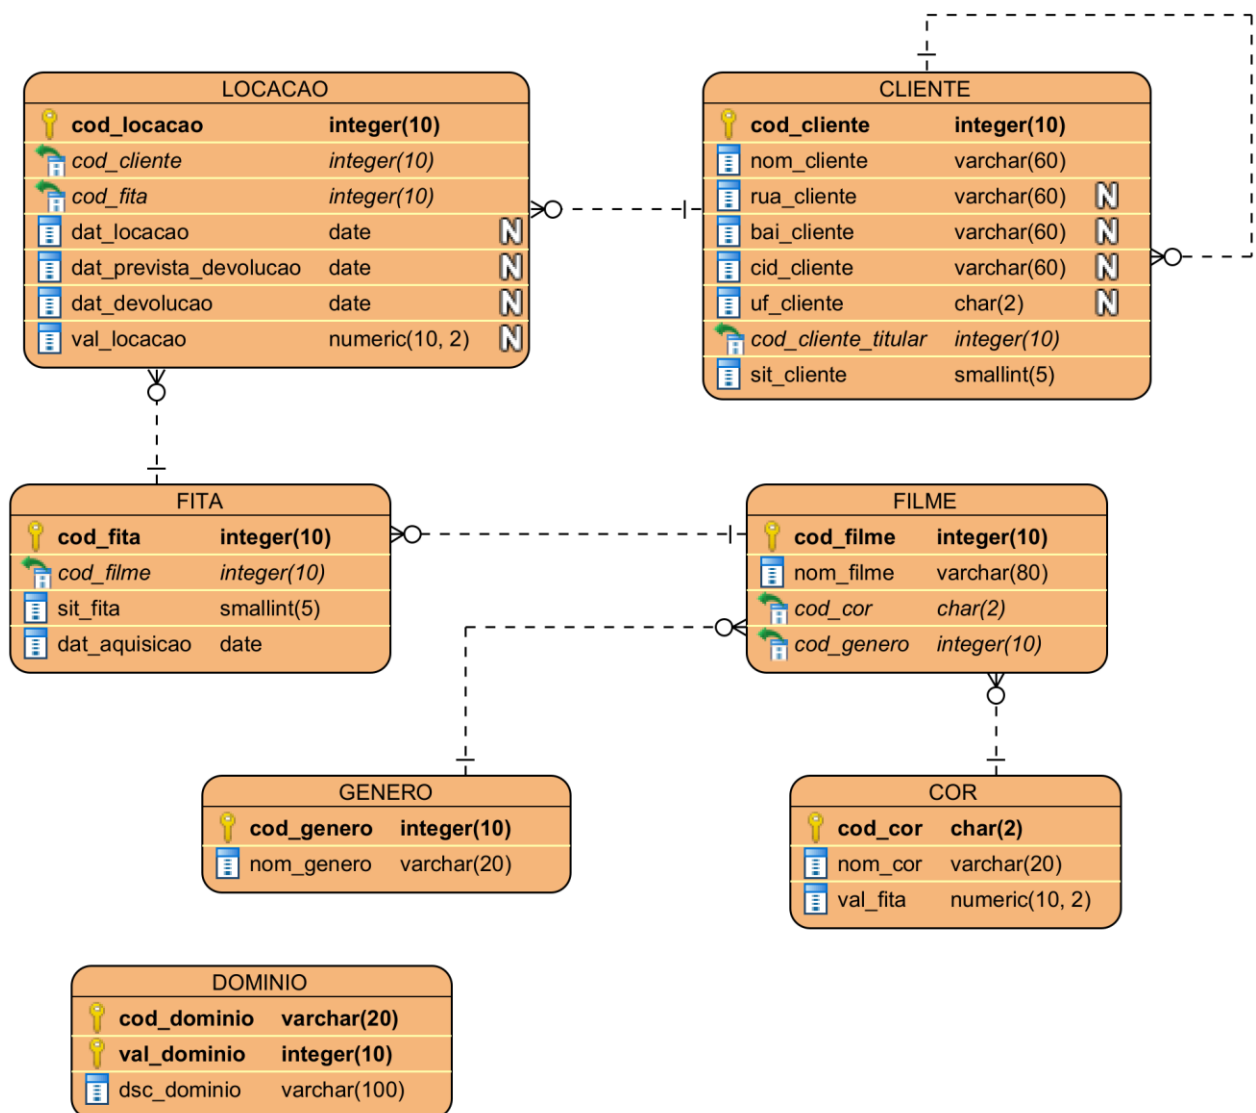 LOCACAO
cod_locacao integer(10)
cod_cliente integer(10)
cod_fita integer(10)
dat_locacao date N
dat_prevista_devolucao date N
dat_devolucao date N
val_locacao numeric(10, 2) N
CLIENTE
cod_cliente integer(10)
nom_cliente varchar(60)
rua_cliente varchar(60) N
bai_cliente varchar(60) N
cid_cliente varchar(60) N
uf_cliente char(2) N
cod_cliente_titular integer(10)
sit_cliente smallint(5)
FITA
cod_fita integer(10)
cod_filme integer(10)
sit_fita smallint(5)
dat_aquisicao date
FILME
cod_filme integer(10)
nom_filme varchar(80)
cod_cor char(2)
cod_genero integer(10)
GENERO
cod_genero integer(10)
nom_genero varchar(20)
COR
cod_cor char(2)
nom_cor varchar(20)
val_fita numeric(10, 2)
DOMINIO
cod_dominio varchar(20)
val_dominio integer(10)
dsc_dominio varchar(100)